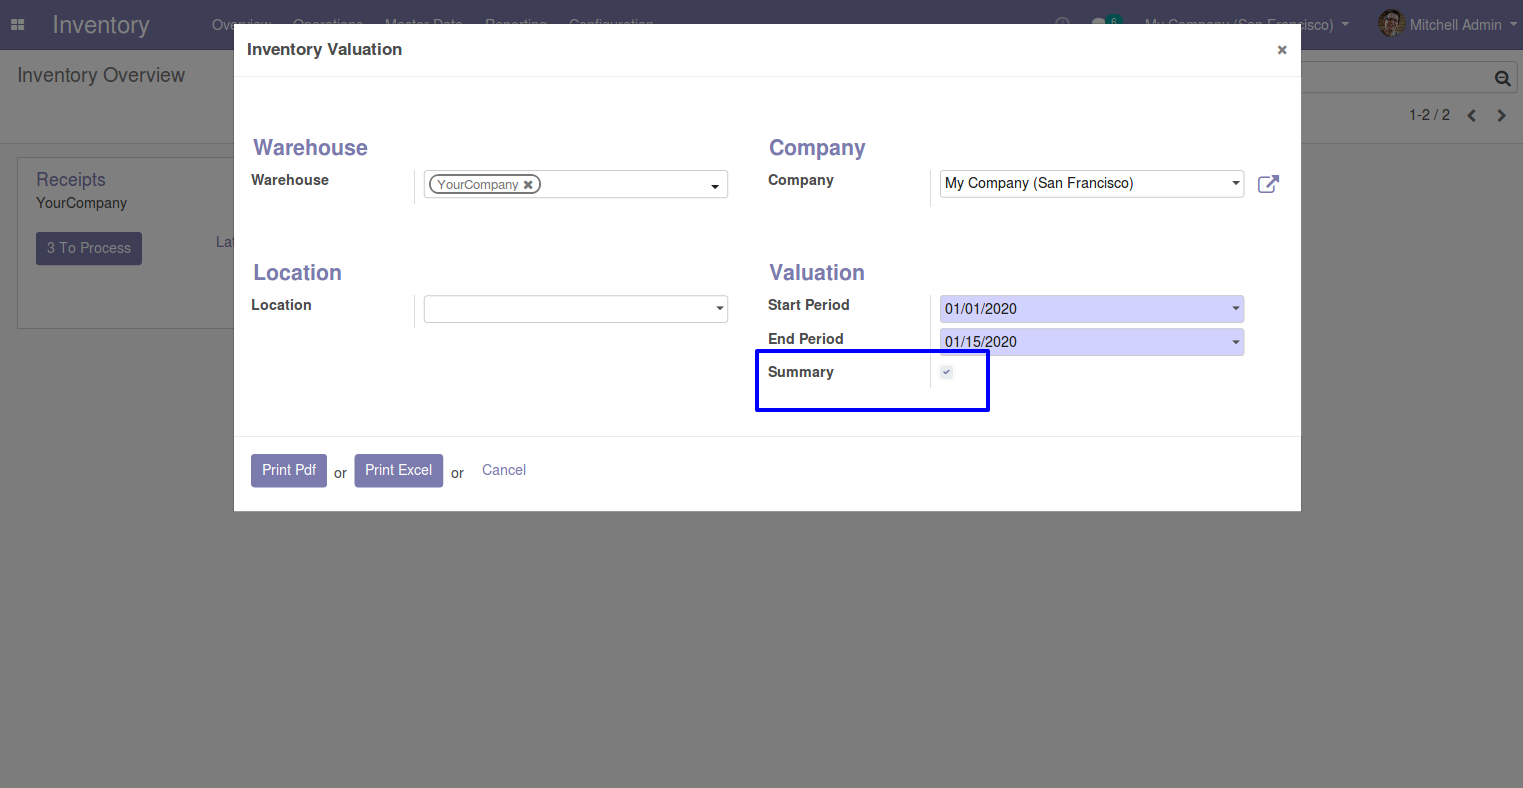 Inventory Overview Operations Master Data Reporting Configuration 6 My Company (San Francisco) Mitchell Admin
Inventory Valuation
Inventory Overview
1-2 / 2
Warehouse Company
Warehouse YourCompany Company My Company (San Francisco)
Receipts
YourCompany
3 To Process
Location Valuation
Location Start Period 01/01/2020
End Period 01/15/2020
Summary
Print Pdf or Print Excel or Cancel